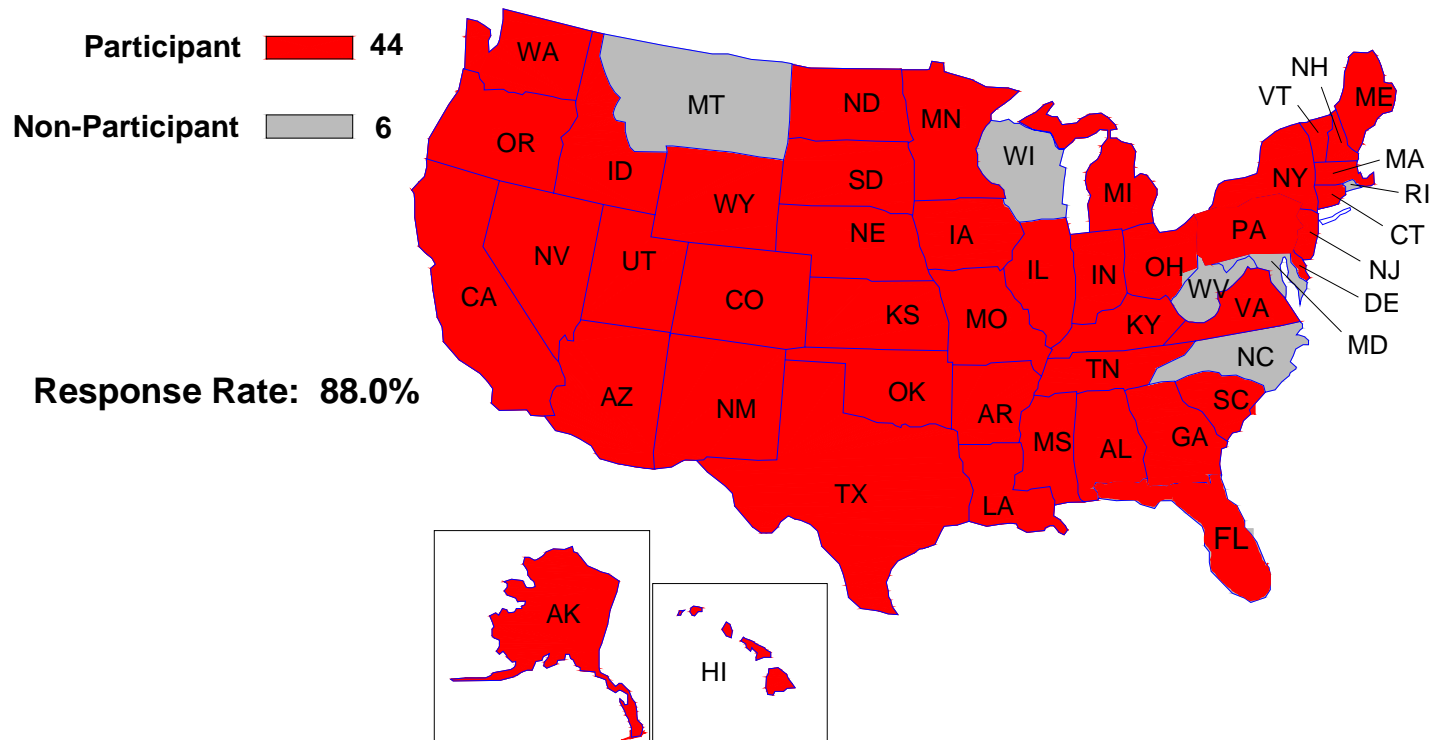 Participant 44
Non-Participant 6
Response Rate: 88.0%
WA
MT
ND
MN
OR
ID
WY
SD
WI
MI
NY
ME
NH
VT
MA
RI
CT
NJ
DE
MD
NV
UT
CO
NE
IA
IL
IN
OH
PA
WV
VA
CA
KS
MO
KY
NC
TN
AZ
NM
OK
AR
SC
MS
AL
GA
TX
LA
FL
AK
HI